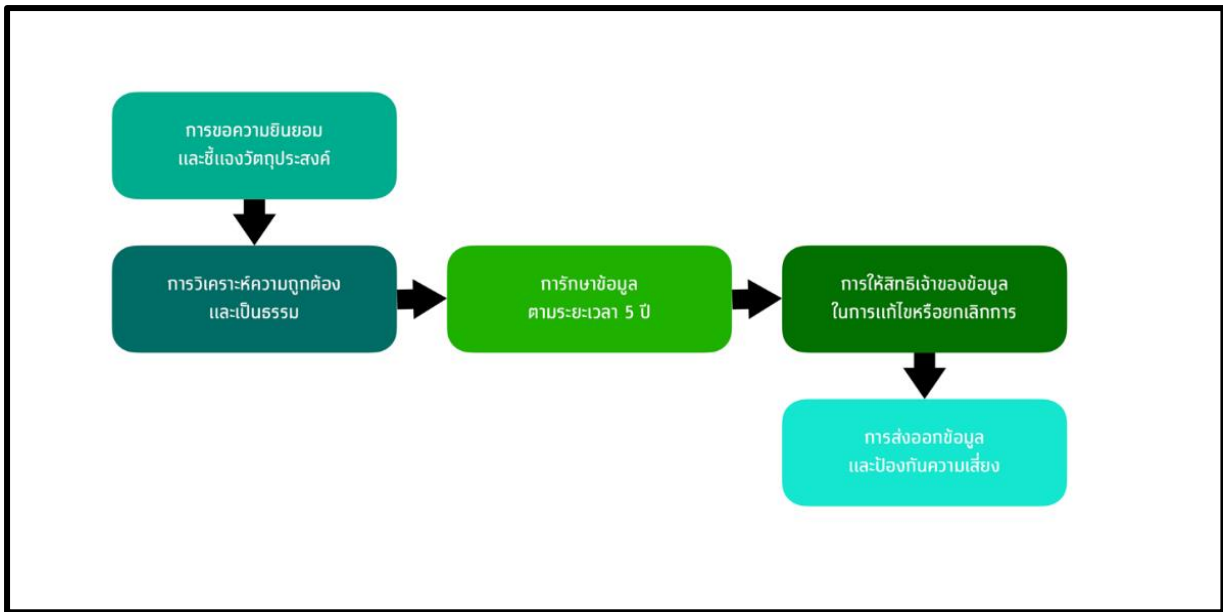 การขอความยินยอม
และชี้แจงวัตถุประสงค์
การวิเคราะห์ความถูกต้อง
และเป็นธรรม
การักษาข้อมูล
ตามระยะเวลา 5 ปี
การให้สิทธิเจ้าของข้อมูล
ในการแก้ไขหรือยกเลิกการ
การส่งออกข้อมูล
และป้องกันความเสี่ยง